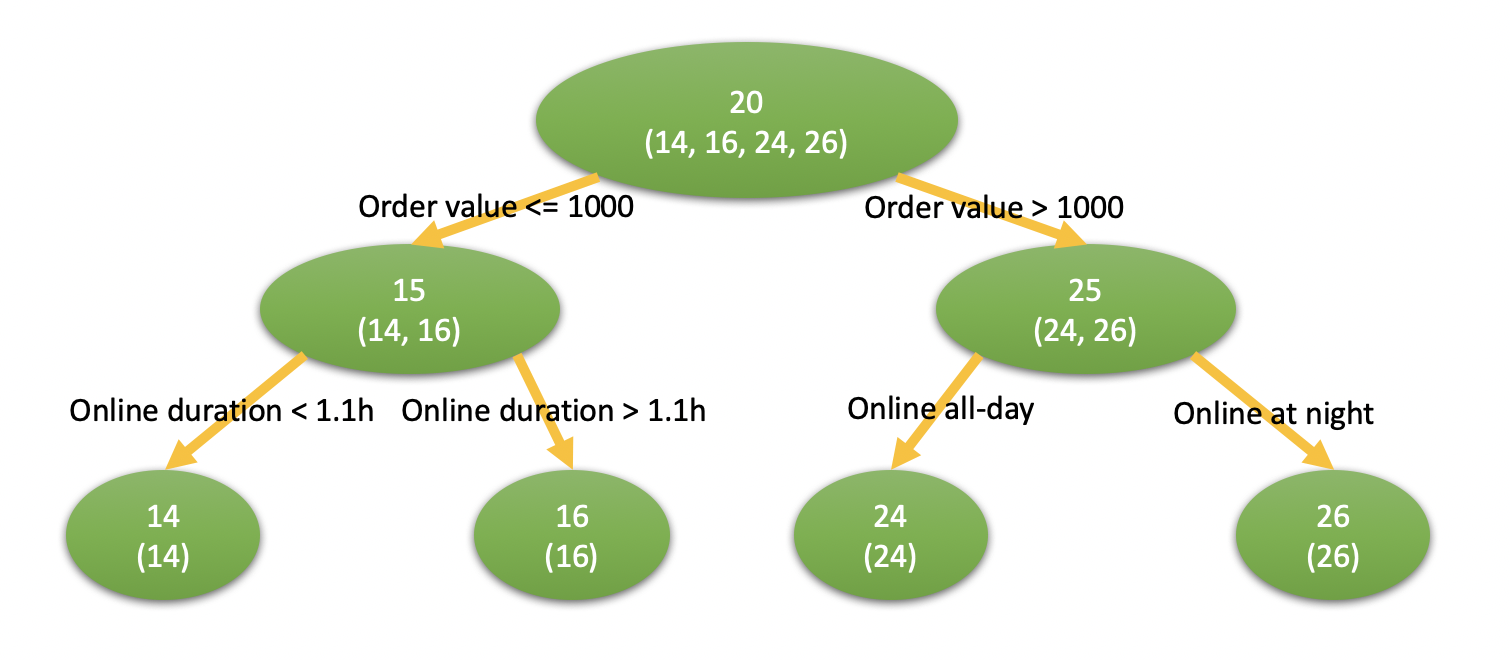 20
(14, 16, 24, 26)
Order value <= 1000
Order value > 1000
15
(14, 16)
25
(24, 26)
Online duration < 1.1h
Online duration > 1.1h
Online all-day
Online at night
14
(14)
16
(16)
24
(24)
26
(26)